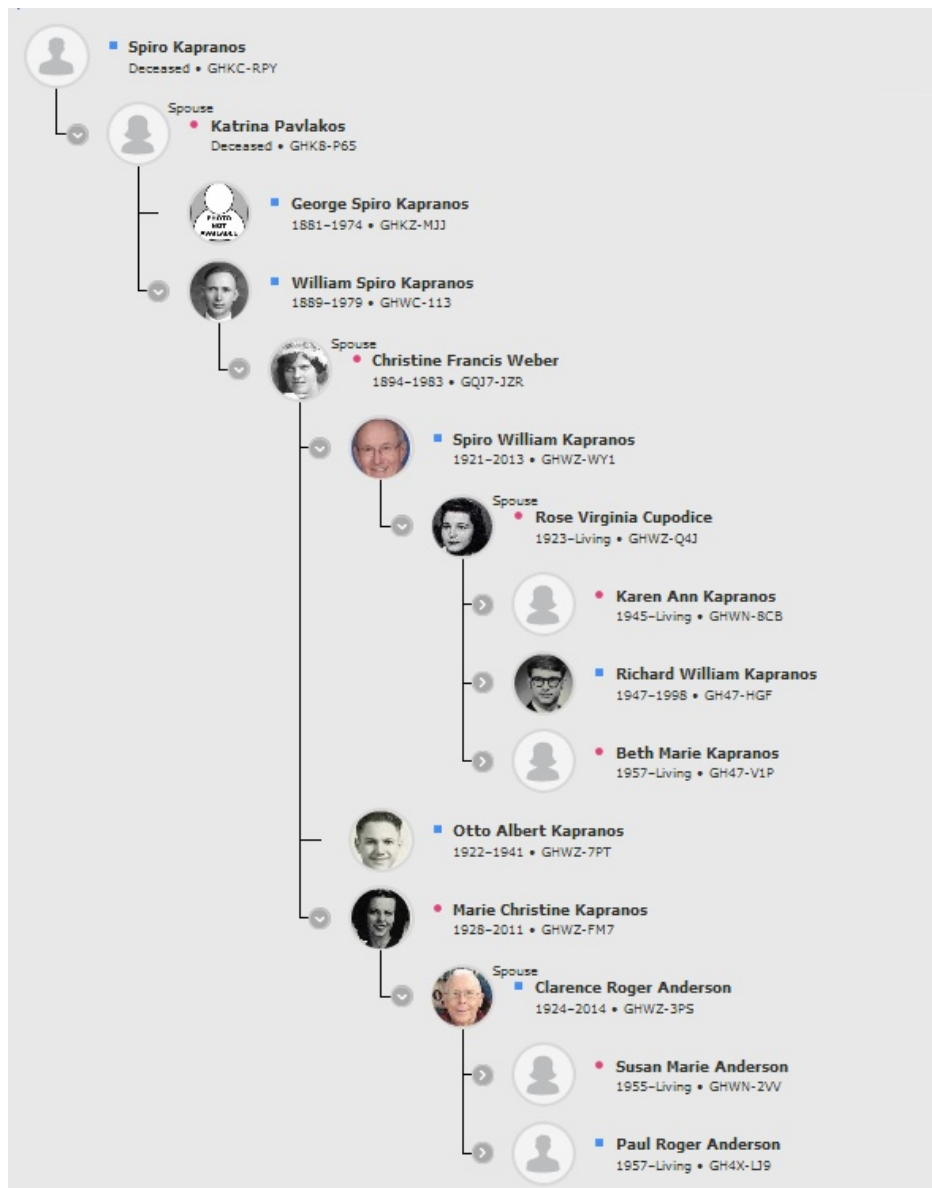 Spiro Kapranos
Deceased • GHKC-RPY
Spouse
Katrina Pavlakos
Deceased • GHK8-P65
PHOTO
NOT
AVAILABLE
George Spiro Kapranos
1881–1974 • GHKZ-MJJ
William Spiro Kapranos
1889–1979 • GHWC-113
Spouse
Christine Francis Weber
1894–1983 • GQJ7-JZR
Spiro William Kapranos
1921–2013 • GHWZ-WY1
Spouse
Rose Virginia Cupodice
1923–Living • GHWZ-Q4J
Karen Ann Kapranos
1945–Living • GHWN-8CB
Richard William Kapranos
1947–1998 • GH47-HGF
Beth Marie Kapranos
1957–Living • GH47-V1P
Otto Albert Kapranos
1922–1941 • GHWZ-7PT
Marie Christine Kapranos
1928–2011 • GHWZ-FM7
Spouse
Clarence Roger Anderson
1924–2014 • GHWZ-3PS
Susan Marie Anderson
1955–Living • GHWN-2VV
Paul Roger Anderson
1957–Living • GH4X-LJ9